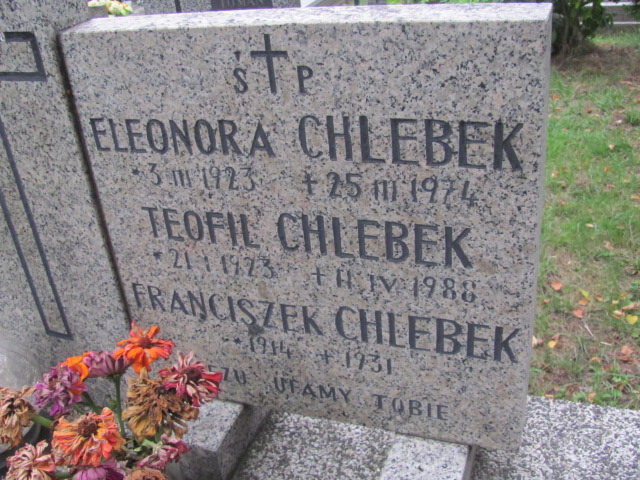 Ś P
ELEONORA CHLEBEK
*3 III 1923 +25 III 1974
TEOFIL CHLEBEK
*21 I 1923 +11 IV 1988
FRANCISZEK CHLEBEK
*1914 +1931
UFAMY TOBIE